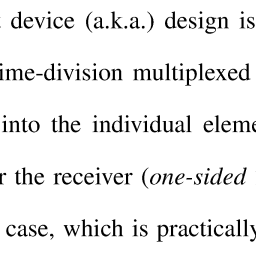 device (a.k.a.) design is
ime-division multiplexed
into the individual eleme
r the receiver (one-sided
case, which is practically